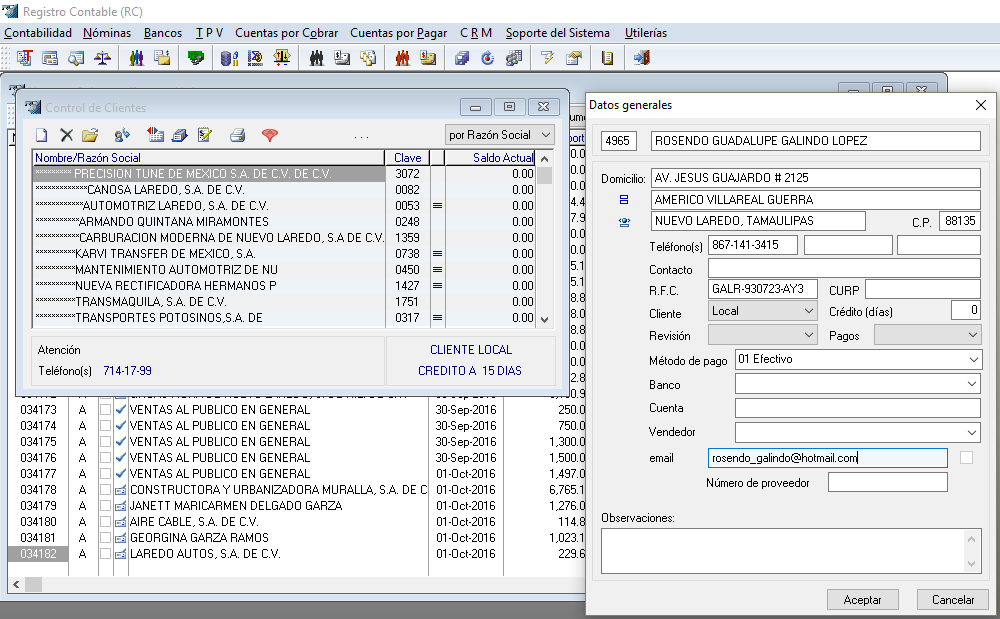 Registro Contable (RC)
Contabilidad Nóminas Bancos T P V Cuentas por Cobrar Cuentas por Pagar C R M Soporte del Sistema Utilerías
Control de Clientes
. . .
por Razón Social
Nombre/Razón Social Clave Saldo Actual
********* PRECISION TUNE DE MEXICO S.A. DE C.V. DE C.V. 3072 0.00
************CANOSA LAREDO, S.A. DE C.V. 0082 0.00
***********AUTOMOTRIZ LAREDO, S.A. DE C.V. 0053 0.00
**********ARMANDO QUINTANA MIRAMONTES 0248 0.00
**********CARBURACION MODERNA DE NUEVO LAREDO, S.A DE C.V. 1359 0.00
*********KARVI TRANSFER DE MEXICO, S.A. 0738 0.00
*********MANTENIMIENTO AUTOMOTRIZ DE NU 0450 0.00
*********NUEVA RECTIFICADORA HERMANOS P 1427 0.00
*********TRANSMAQUILA, S.A. DE C.V. 1751 0.00
*********TRANSPORTES POTOSINOS,S.A. DE 0317 0.00
Atención
CLIENTE LOCAL
Teléfono(s) 714-17-99
CREDITO A 15 DIAS
034173 A VENTAS AL PUBLICO EN GENERAL 30-Sep-2016 250.0
034174 A VENTAS AL PUBLICO EN GENERAL 30-Sep-2016 750.0
034175 A VENTAS AL PUBLICO EN GENERAL 30-Sep-2016 1,300.0
034176 A VENTAS AL PUBLICO EN GENERAL 30-Sep-2016 1,500.0
034177 A VENTAS AL PUBLICO EN GENERAL 01-Oct-2016 1,497.0
034178 A CONSTRUCTORA Y URBANIZADORA MURALLA, S.A. DE C 01-Oct-2016 6,765.1
034179 A JANETT MARICARMEN DELGADO GARZA 01-Oct-2016 1,276.0
034180 A AIRE CABLE, S.A. DE C.V. 01-Oct-2016 114.8
034181 A GEORGINA GARZA RAMOS 01-Oct-2016 1,023.1
034182 A LAREDO AUTOS, S.A. DE C.V. 01-Oct-2016 229.6
Datos generales
4965 ROSENDO GUADALUPE GALINDO LOPEZ
Domicilio: AV. JESUS GUAJARDO # 2125
AMERICO VILLAREAL GUERRA
NUEVO LAREDO, TAMAULIPAS C.P. 88135
Teléfono(s) 867-141-3415
Contacto
R.F.C. GALR-930723-AY3 CURP
Cliente Local Crédito (días) 0
Revisión Pagos
Método de pago 01 Efectivo
Banco
Cuenta
Vendedor
email rosendo_galindo@hotmail.com
Número de proveedor
Observaciones:
Aceptar Cancelar